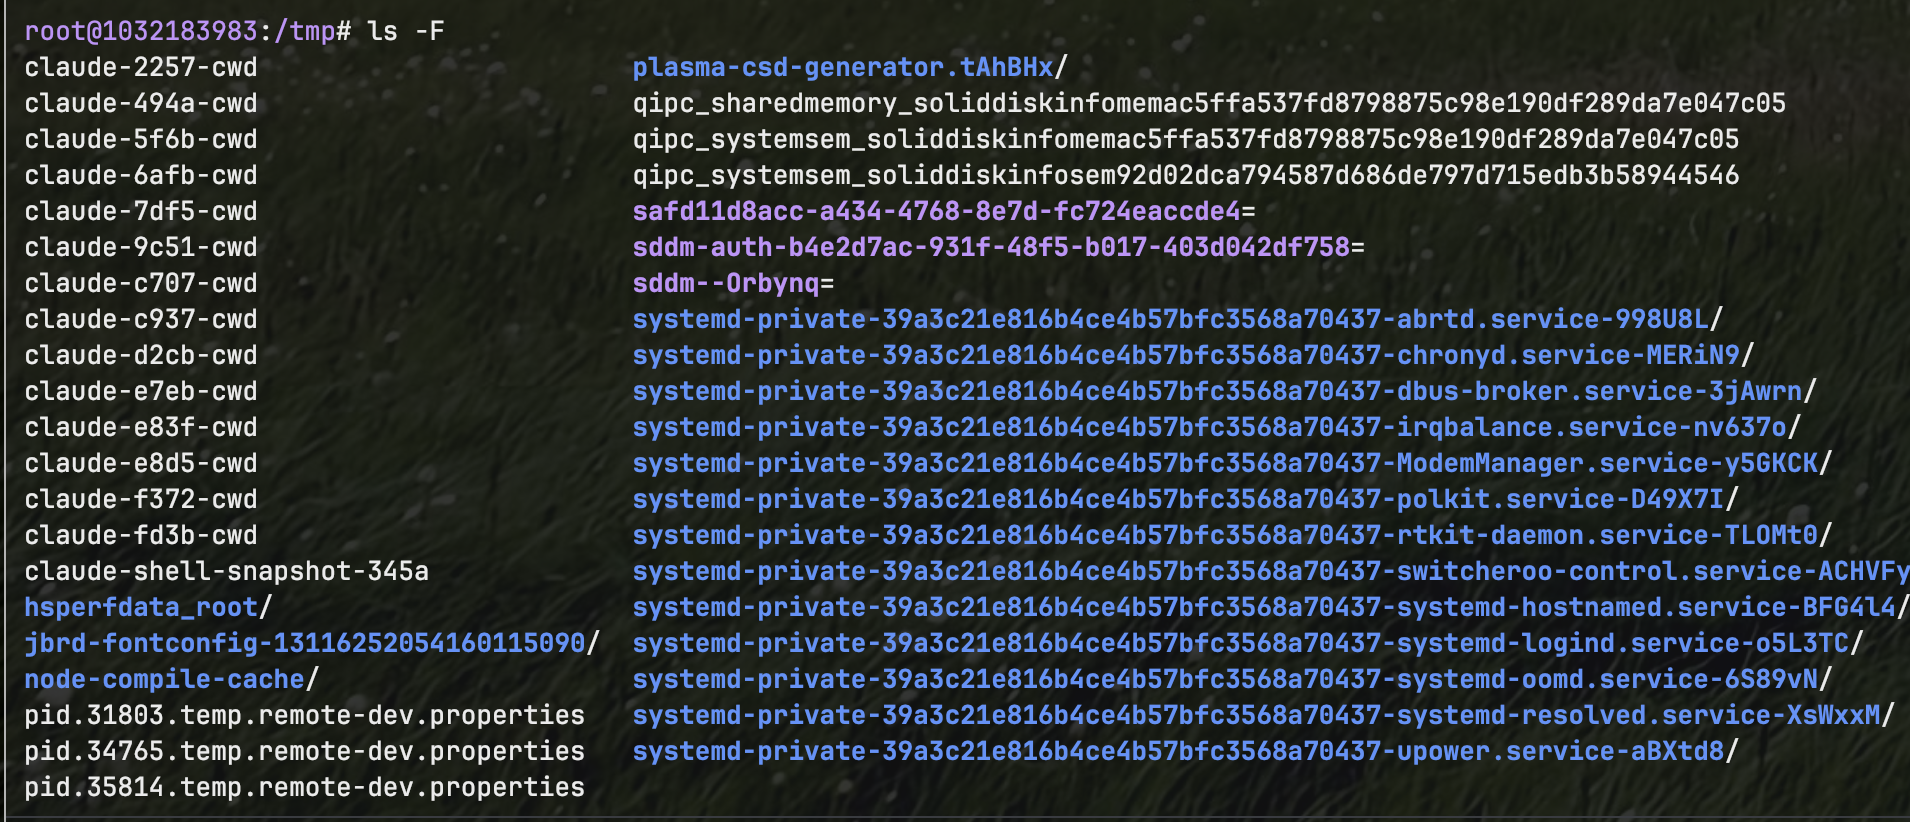 root@1032183983:/tmp# ls -F
claude-2257-cwd plasma-csd-generator.tAhBHx/
claude-494a-cwd qipc_sharedmemory_soliddiskinfomemac5ffa537fd8798875c98e190df289da7e047c05
claude-5f6b-cwd qipc_systemsem_soliddiskinfomemac5ffa537fd8798875c98e190df289da7e047c05
claude-6afb-cwd qipc_systemsem_soliddiskinfosem92d02dca794587d686de797d715edb3b58944546
claude-7df5-cwd safd11d8acc-a434-4768-8e7d-fc724eaccde4=
claude-9c51-cwd sddm-auth-b4e2d7ac-931f-48f5-b017-403d042df758=
claude-c707-cwd sddm--Orbynq=
claude-c937-cwd systemd-private-39a3c21e816b4ce4b57bfc3568a70437-abrtd.service-998U8L/
claude-d2cb-cwd systemd-private-39a3c21e816b4ce4b57bfc3568a70437-chronyd.service-MERiN9/
claude-e7eb-cwd systemd-private-39a3c21e816b4ce4b57bfc3568a70437-dbus-broker.service-3jAwrn/
claude-e83f-cwd systemd-private-39a3c21e816b4ce4b57bfc3568a70437-irqbalance.service-nv637o/
claude-e8d5-cwd systemd-private-39a3c21e816b4ce4b57bfc3568a70437-ModemManager.service-y5GKCK/
claude-f372-cwd systemd-private-39a3c21e816b4ce4b57bfc3568a70437-polkit.service-D49X7I/
claude-fd3b-cwd systemd-private-39a3c21e816b4ce4b57bfc3568a70437-rtkit-daemon.service-TLOMt0/
claude-shell-snapshot-345a systemd-private-39a3c21e816b4ce4b57bfc3568a70437-switcheroo-control.service-ACHVFy
hsperfdata_root/ systemd-private-39a3c21e816b4ce4b57bfc3568a70437-systemd-hostnamed.service-BFG4l4/
jbrd-fontconfig-13116252054160115090/ systemd-private-39a3c21e816b4ce4b57bfc3568a70437-systemd-logind.service-o5L3TC/
node-compile-cache/ systemd-private-39a3c21e816b4ce4b57bfc3568a70437-systemd-oomd.service-6S89vN/
pid.31803.temp.remote-dev.properties systemd-private-39a3c21e816b4ce4b57bfc3568a70437-systemd-resolved.service-XsWxxM/
pid.34765.temp.remote-dev.properties systemd-private-39a3c21e816b4ce4b57bfc3568a70437-upower.service-aBXtd8/
pid.35814.temp.remote-dev.properties